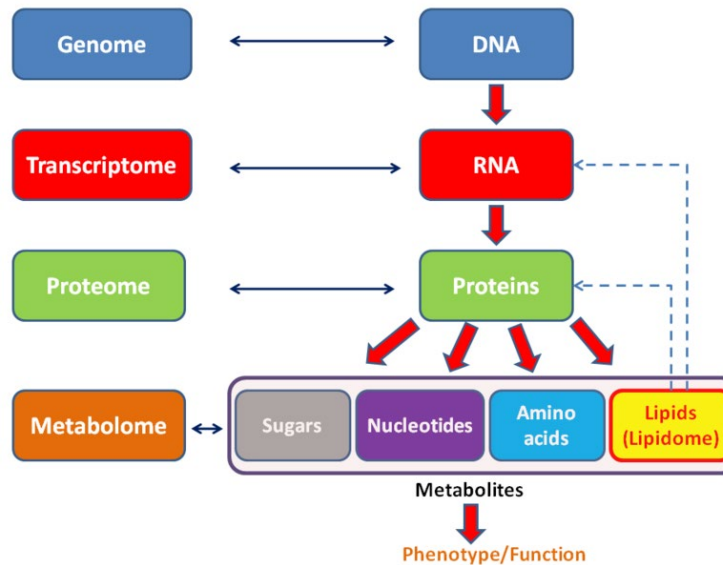 Genome
DNA
Transcriptome
RNA
Proteome
Proteins
Metabolome
Sugars
Nucleotides
Amino
acids
Lipids
(Lipidome)
Metabolites
Phenotype/Function